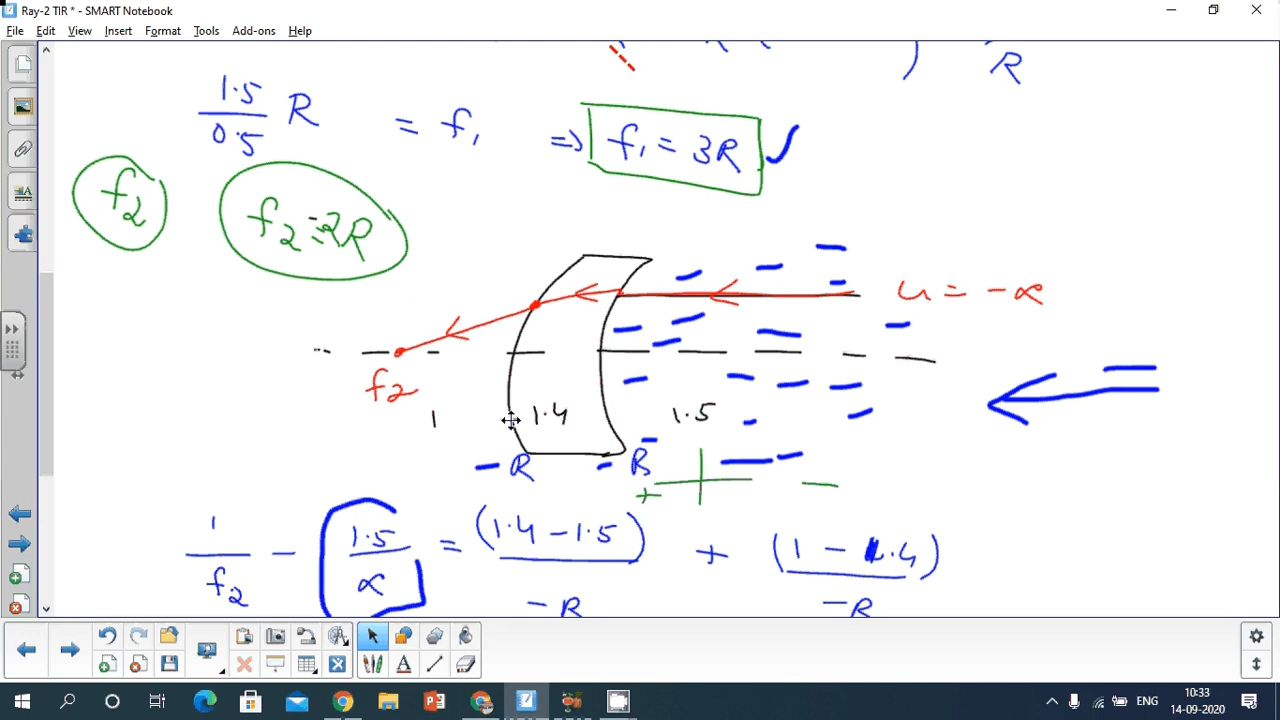 Ray-2 TIR * - SMART Notebook
File Edit View Insert Format Tools Add-ons Help
) R
1.5/0.5 R = f₁ => f₁ = 3R ✓
f₂ f₂ = 2R
u = -∝
f₂
1 1.4 1.5
- R - R
+ -
1/f₂ - 1.5/∝ = (1.4 - 1.5)/-R + (1 - 1.4)/-R
ENG 10:33
14-09-2020